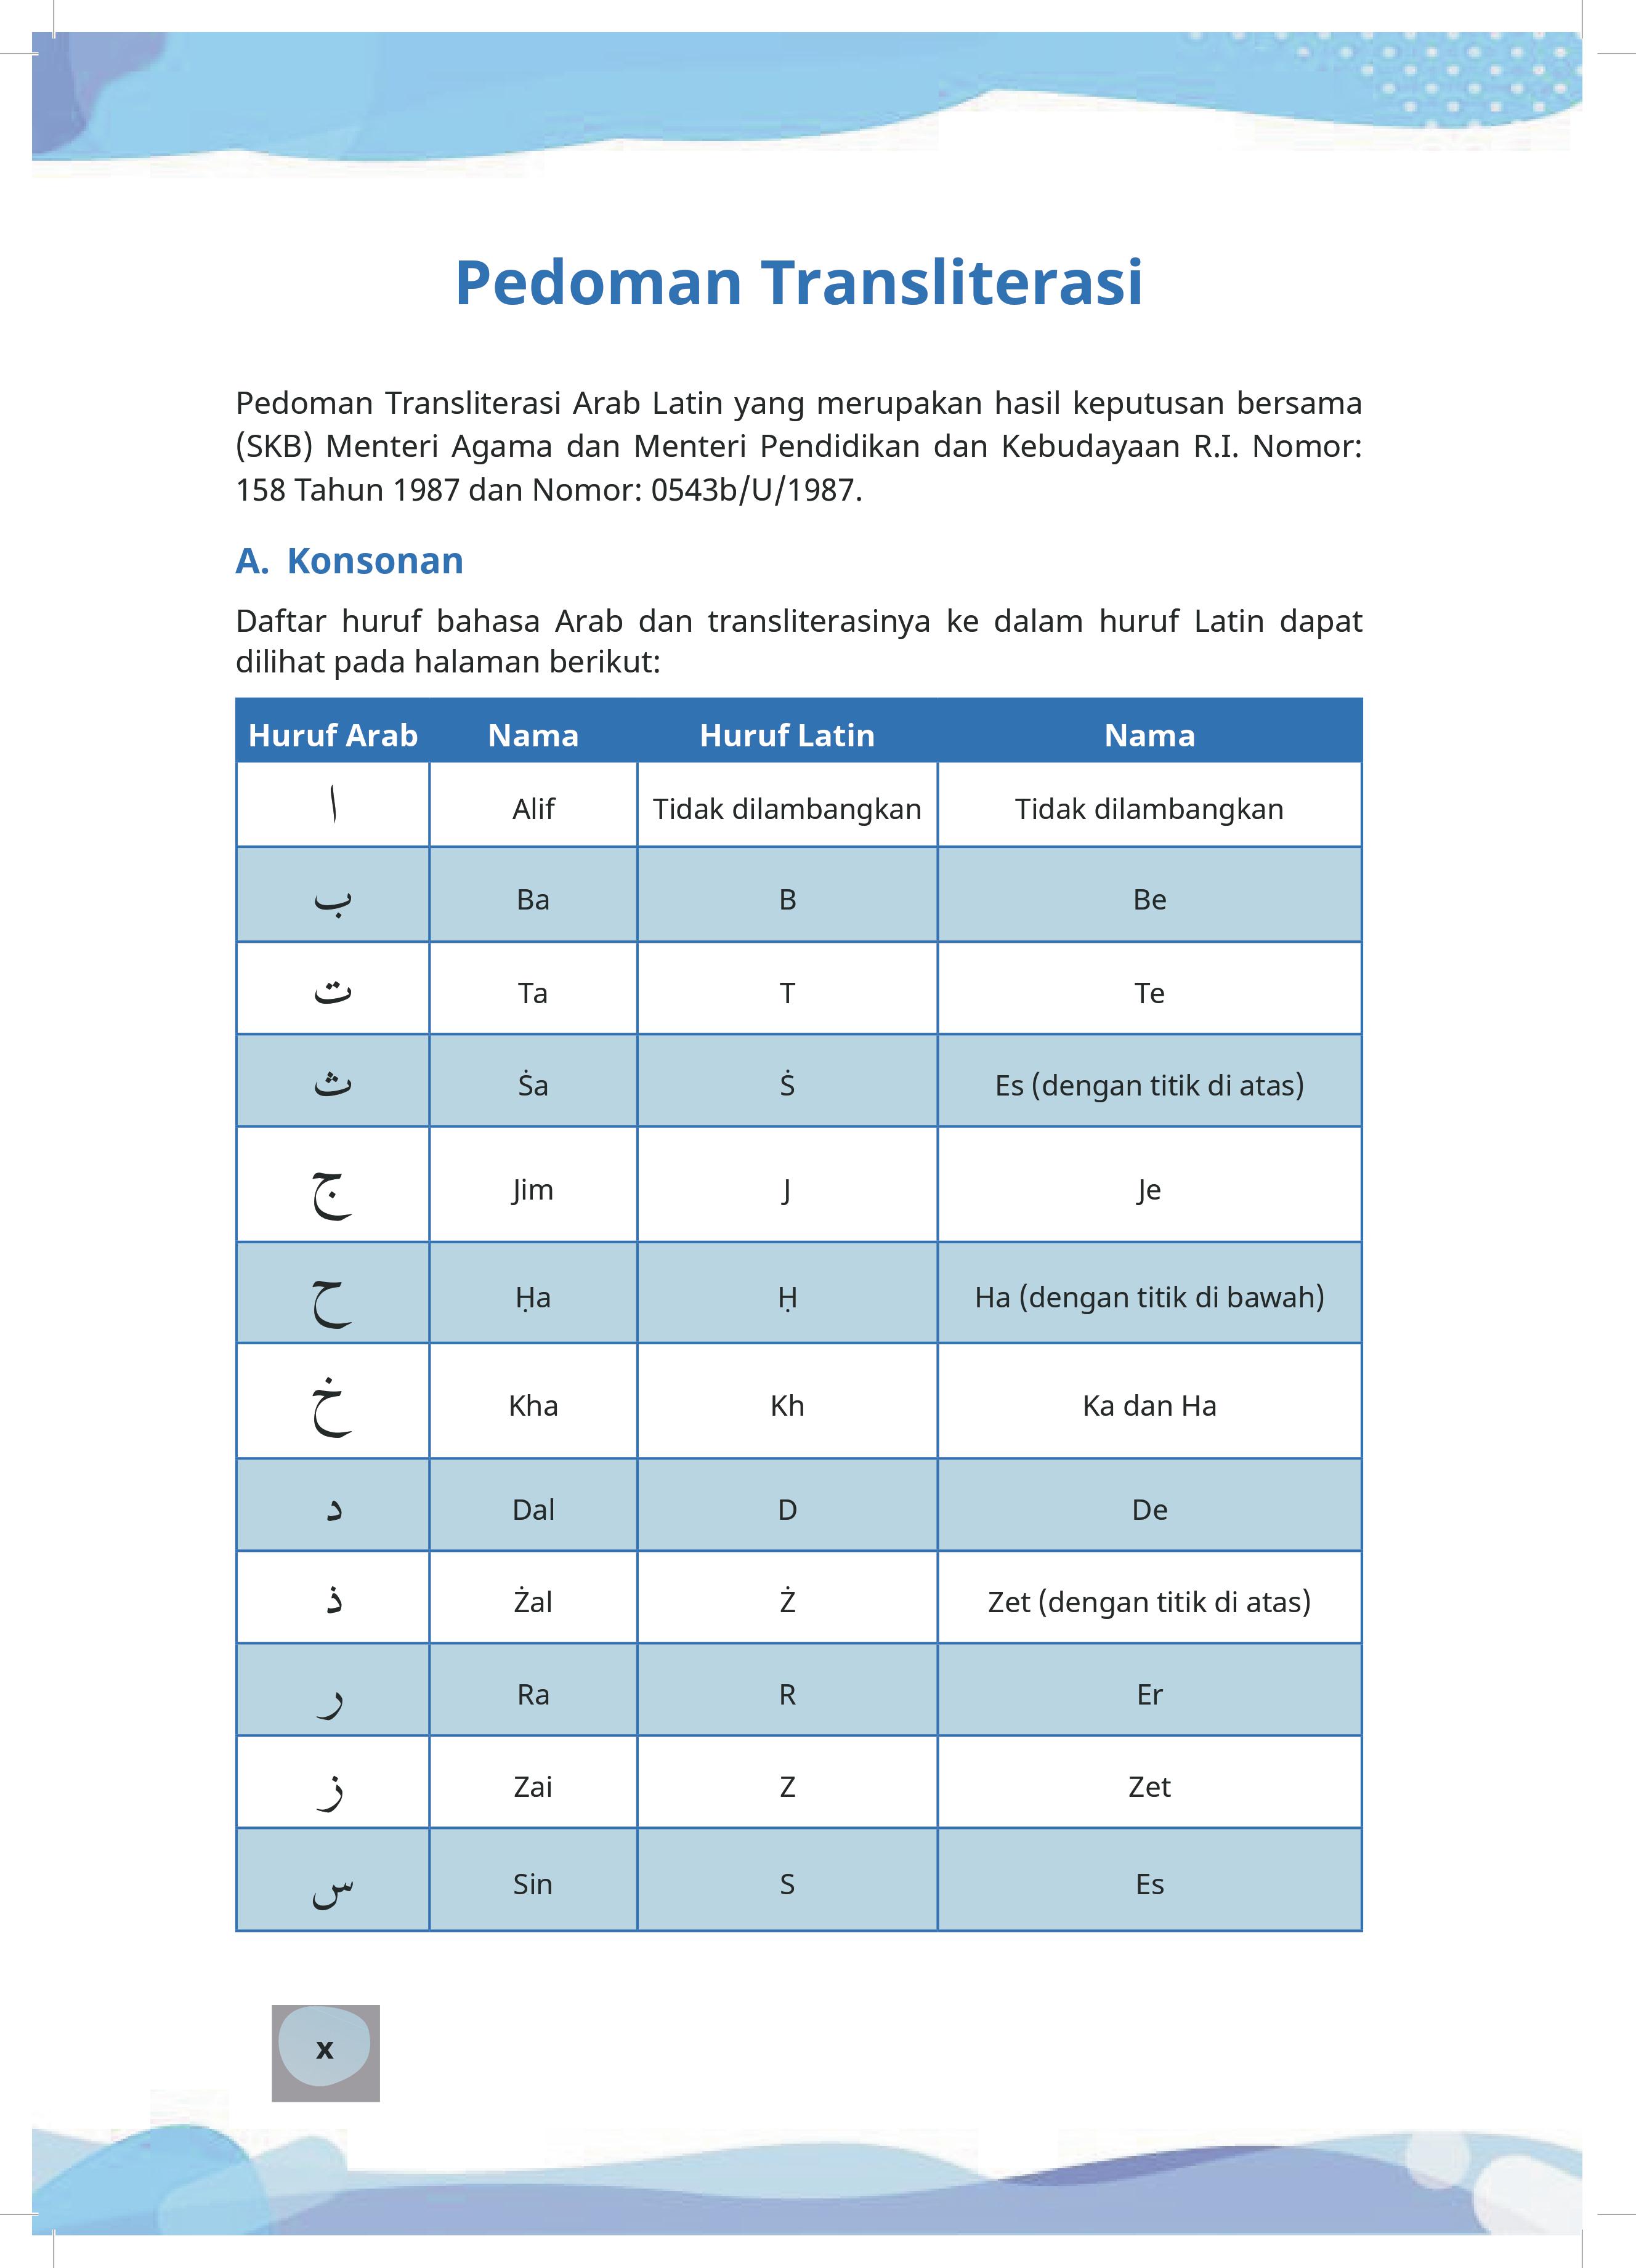 Pedoman Transliterasi
Pedoman Transliterasi Arab Latin yang merupakan hasil keputusan bersama
(SKB) Menteri Agama dan Menteri Pendidikan dan Kebudayaan R.I. Nomor:
158 Tahun 1987 dan Nomor: 0543b/U/1987.
A. Konsonan
Daftar huruf bahasa Arab dan transliterasinya ke dalam huruf Latin dapat
dilihat pada halaman berikut:
Huruf Arab Nama Huruf Latin Nama
ا Alif Tidak dilambangkan Tidak dilambangkan
ب Ba B Be
ت Ta T Te
ث Ṡa Ṡ Es (dengan titik di atas)
ج Jim J Je
ح Ḥa Ḥ Ha (dengan titik di bawah)
خ Kha Kh Ka dan Ha
د Dal D De
ذ Żal Ż Zet (dengan titik di atas)
ر Ra R Er
ز Zai Z Zet
س Sin S Es
x